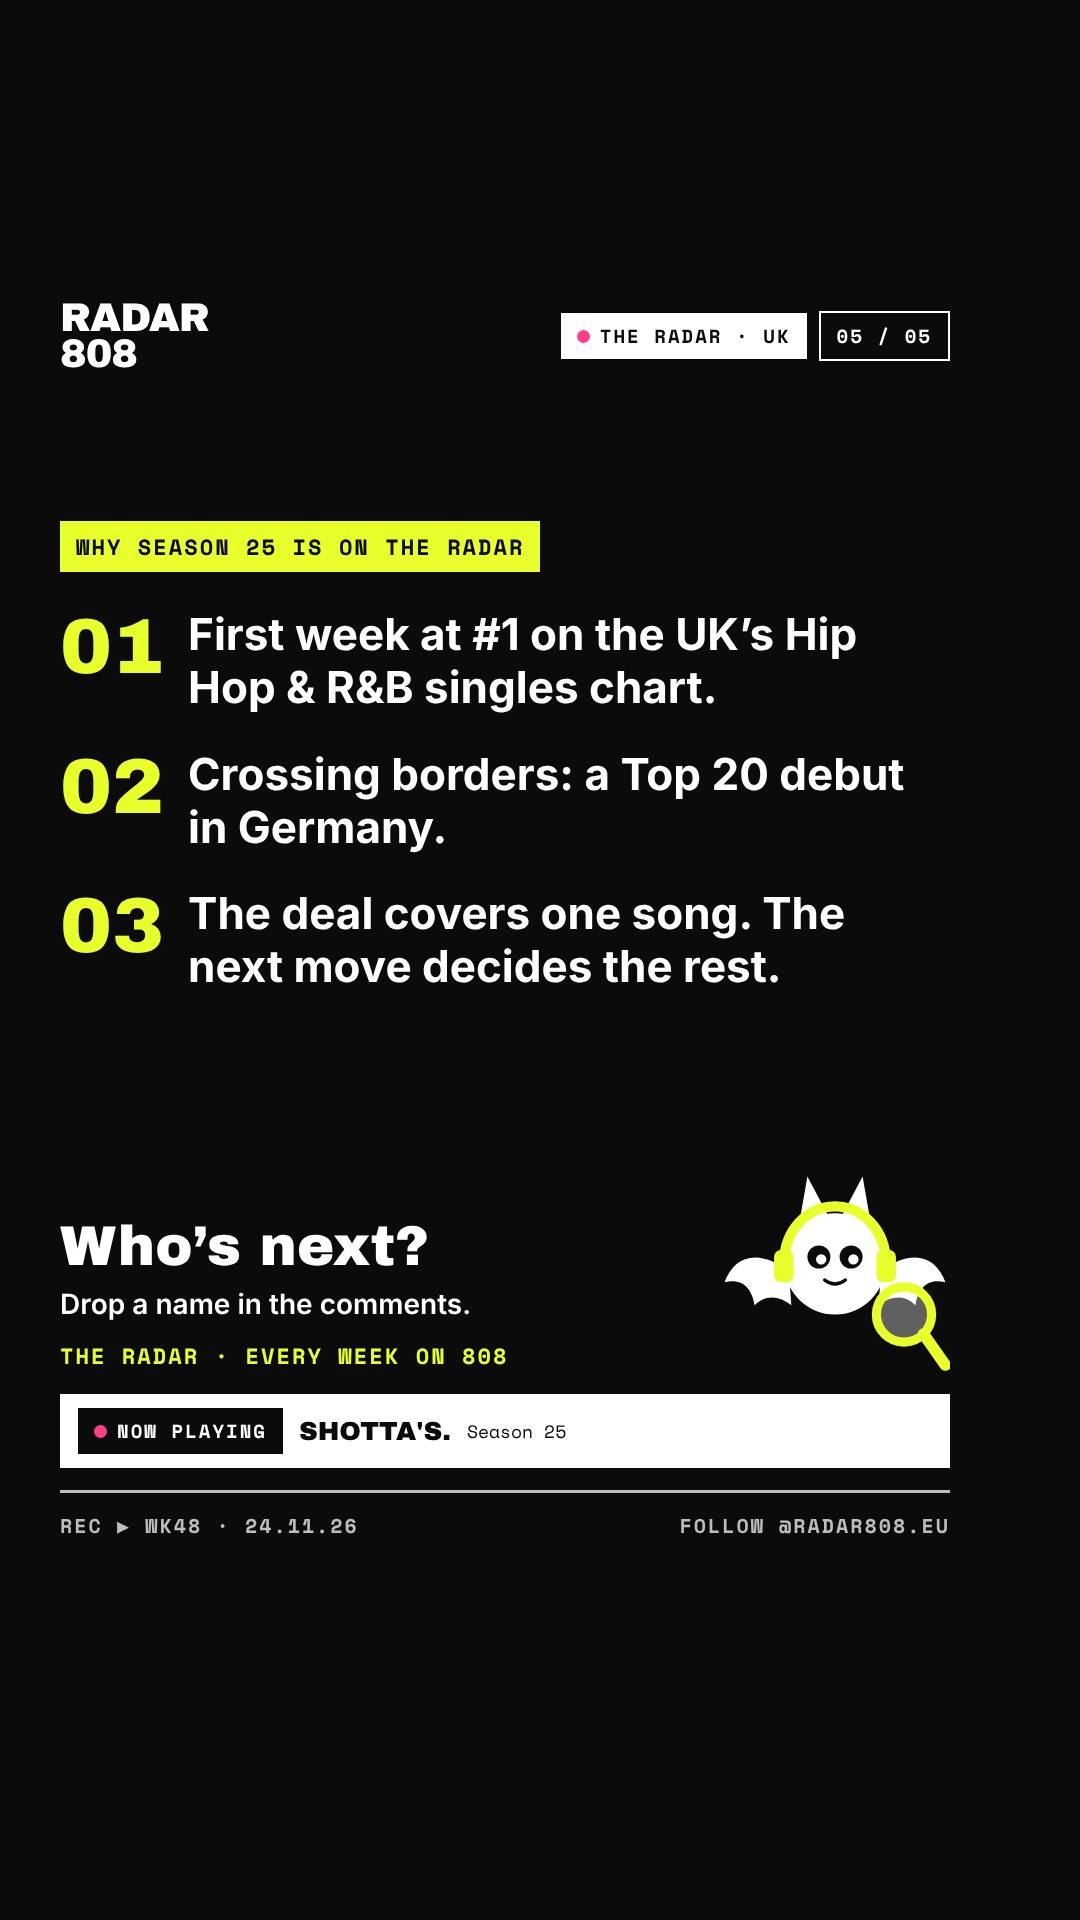 RADAR
808
THE RADAR · UK
05 / 05
WHY SEASON 25 IS ON THE RADAR
01 First week at #1 on the UK’s Hip
Hop & R&B singles chart.
02 Crossing borders: a Top 20 debut
in Germany.
03 The deal covers one song. The
next move decides the rest.
Who’s next?
Drop a name in the comments.
THE RADAR · EVERY WEEK ON 808
NOW PLAYING SHOTTA'S. Season 25
REC ▶ WK48 · 24.11.26
FOLLOW @RADAR808.EU